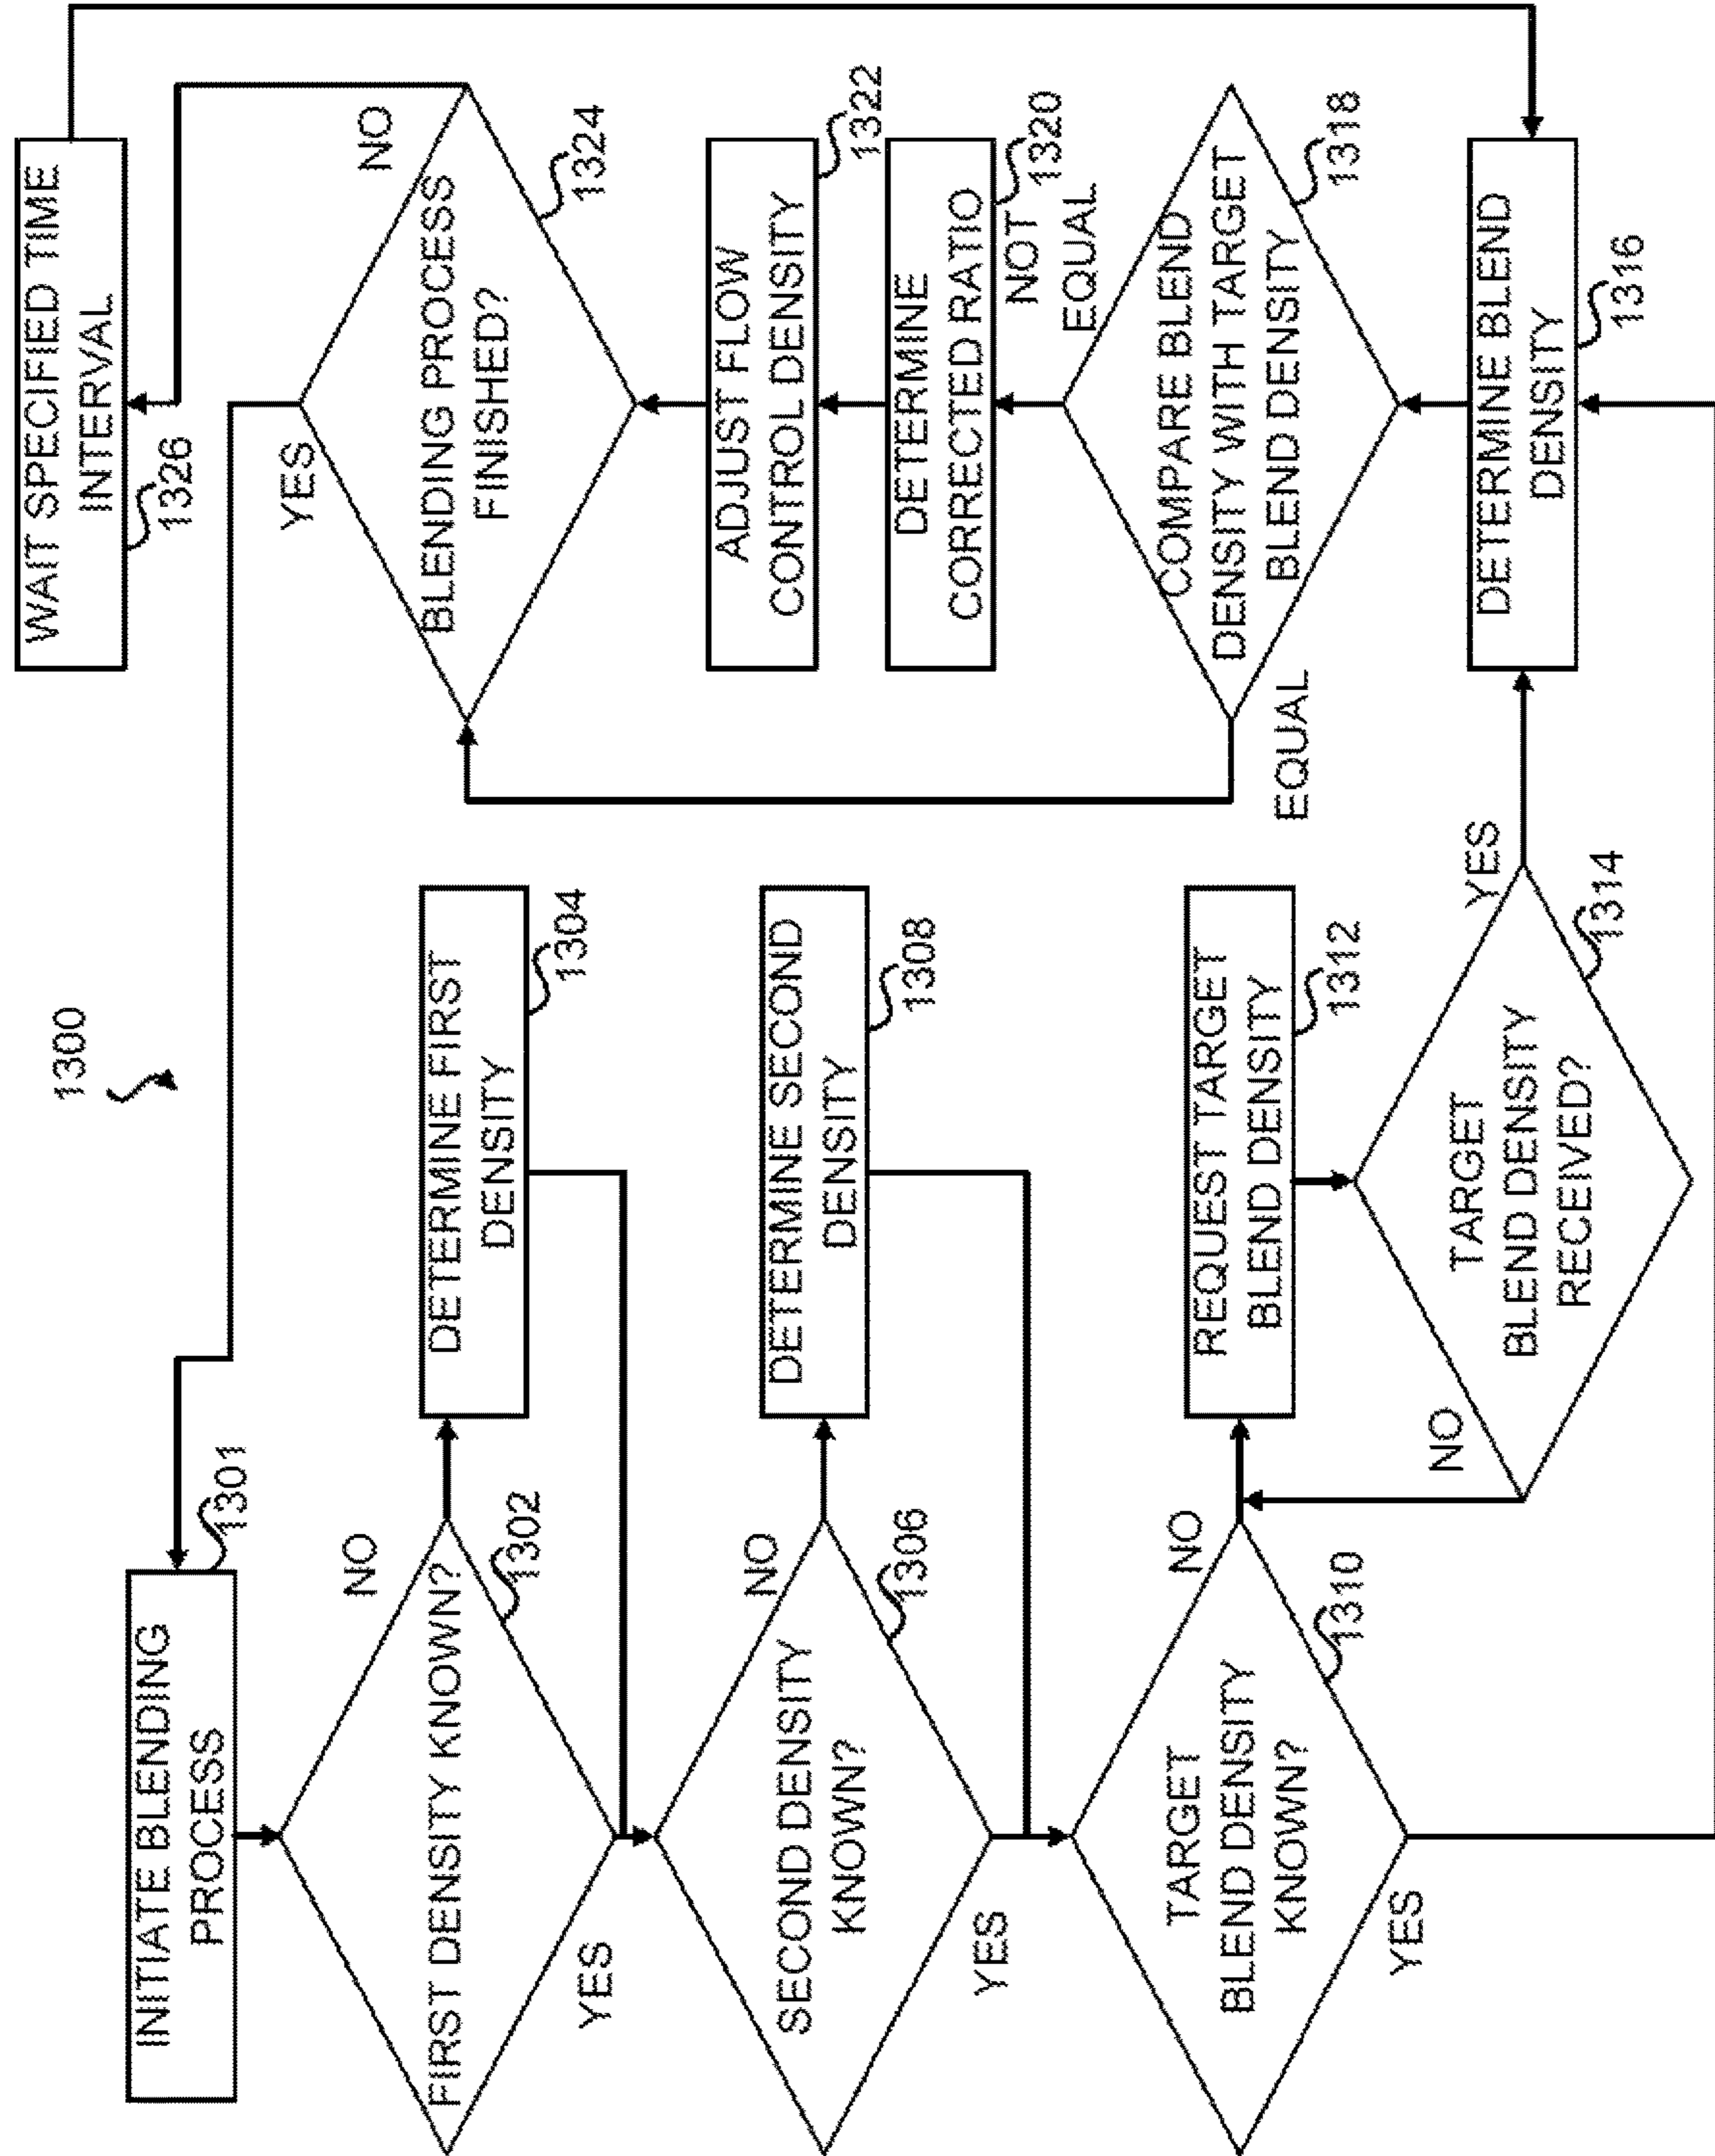 1300
INITIATE BLENDING
PROCESS
1301
FIRST DENSITY KNOWN?
1302
NO
YES
DETERMINE FIRST
DENSITY
1304
SECOND DENSITY
KNOWN?
1306
NO
YES
DETERMINE SECOND
DENSITY
1308
TARGET
BLEND DENSITY
KNOWN?
1310
NO
YES
REQUEST TARGET
BLEND DENSITY
1312
TARGET
BLEND DENSITY
RECEIVED?
1314
NO
YES
DETERMINE BLEND
DENSITY
1316
COMPARE BLEND
DENSITY WITH TARGET
BLEND DENSITY
1318
EQUAL
NOT
EQUAL
DETERMINE
CORRECTED RATIO
1320
ADJUST FLOW
CONTROL DENSITY
1322
BLENDING PROCESS
FINISHED?
1324
YES
NO
WAIT SPECIFIED TIME
INTERVAL
1326